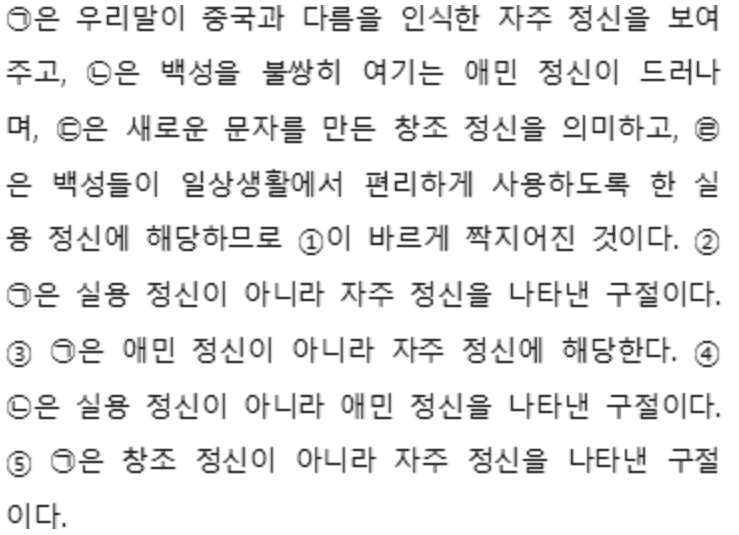 ㉠은 우리말이 중국과 다름을 인식한 자주 정신을 보여
주고, ㉡은 백성을 불쌍히 여기는 애민 정신이 드러나
며, ㉢은 새로운 문자를 만든 창조 정신을 의미하고, ㉣
은 백성들이 일상생활에서 편리하게 사용하도록 한 실
용 정신에 해당하므로 ①이 바르게 짝지어진 것이다. ②
㉠은 실용 정신이 아니라 자주 정신을 나타낸 구절이다.
③ ㉠은 애민 정신이 아니라 자주 정신에 해당한다. ④
㉡은 실용 정신이 아니라 애민 정신을 나타낸 구절이다.
⑤ ㉠은 창조 정신이 아니라 자주 정신을 나타낸 구절
이다.